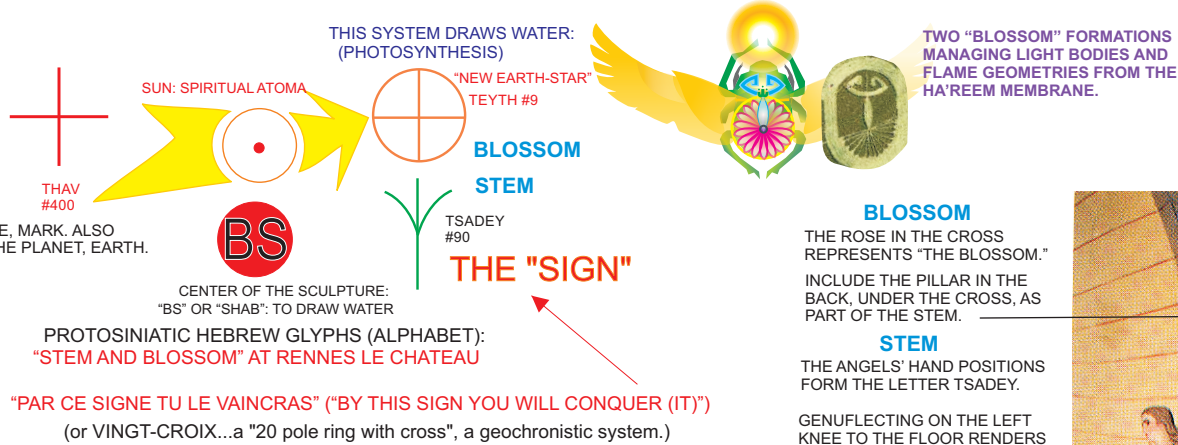 THIS SYSTEM DRAWS WATER:
(PHOTOSYNTHESIS)
SUN: SPIRITUAL ATOMA
“NEW EARTH-STAR”
TEYTH #9
BLOSSOM
STEM
THAV
#400
E, MARK. ALSO
HE PLANET, EARTH.
BS
TSADEY
#90
THE "SIGN"
CENTER OF THE SCULPTURE:
“BS” OR “SHAB”: TO DRAW WATER
PROTOSINIATIC HEBREW GLYPHS (ALPHABET):
“STEM AND BLOSSOM” AT RENNES LE CHATEAU
“PAR CE SIGNE TU LE VAINCRAS” (“BY THIS SIGN YOU WILL CONQUER (IT)”)
(or VINGT-CROIX...a "20 pole ring with cross", a geochronistic system.)
TWO “BLOSSOM” FORMATIONS
MANAGING LIGHT BODIES AND
FLAME GEOMETRIES FROM THE
HA’REEM MEMBRANE.
BLOSSOM
THE ROSE IN THE CROSS
REPRESENTS “THE BLOSSOM.”
INCLUDE THE PILLAR IN THE
BACK, UNDER THE CROSS, AS
PART OF THE STEM.
STEM
THE ANGELS’ HAND POSITIONS
FORM THE LETTER TSADEY.
GENUFLECTING ON THE LEFT
KNEE TO THE FLOOR RENDERS